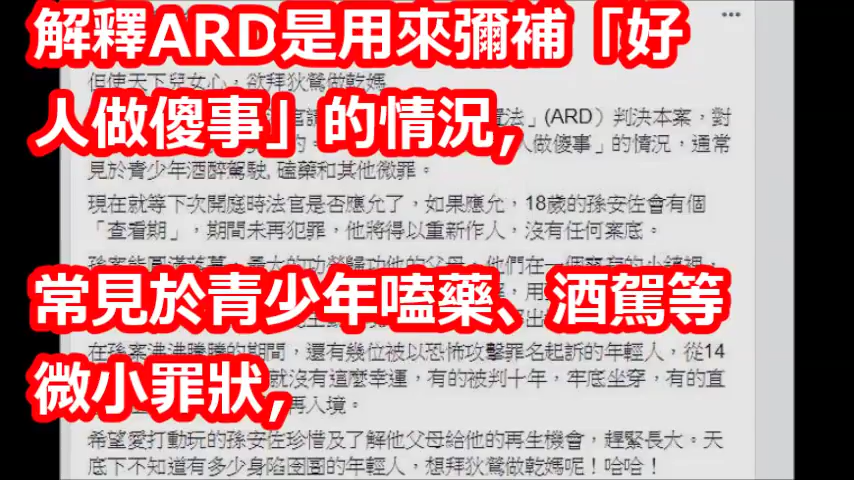 解釋ARD是用來彌補「好
但使天下兒女心，欲拜狄鶯做乾媽
人做傻事」的情況,
法」(ARD）判決本案，對
人做傻事」的情況，通常
見於青少年酒醉駕駛, 磕藥和其他微罪。
現在就等下次開庭時法官是否應允了，如果應允，18歲的孫安佐會有個
「查看期」，期間未再犯罪，他將得以重新作人，沒有任何案底。
常見於青少年嗑藥、酒駕等
在孫案沸沸騰騰的期間，還有幾位被以恐怖攻擊罪名起訴的年輕人，從14
就沒有這麼幸運，有的被判十年，牢底坐穿，有的直
微小罪狀,
再入境。
希望愛打動玩的孫安佐珍惜及了解他父母給他的再生機會，趕緊長大。天
底下不知道有多少身陷囹圄的年輕人，想拜狄鶯做乾媽呢！哈哈！